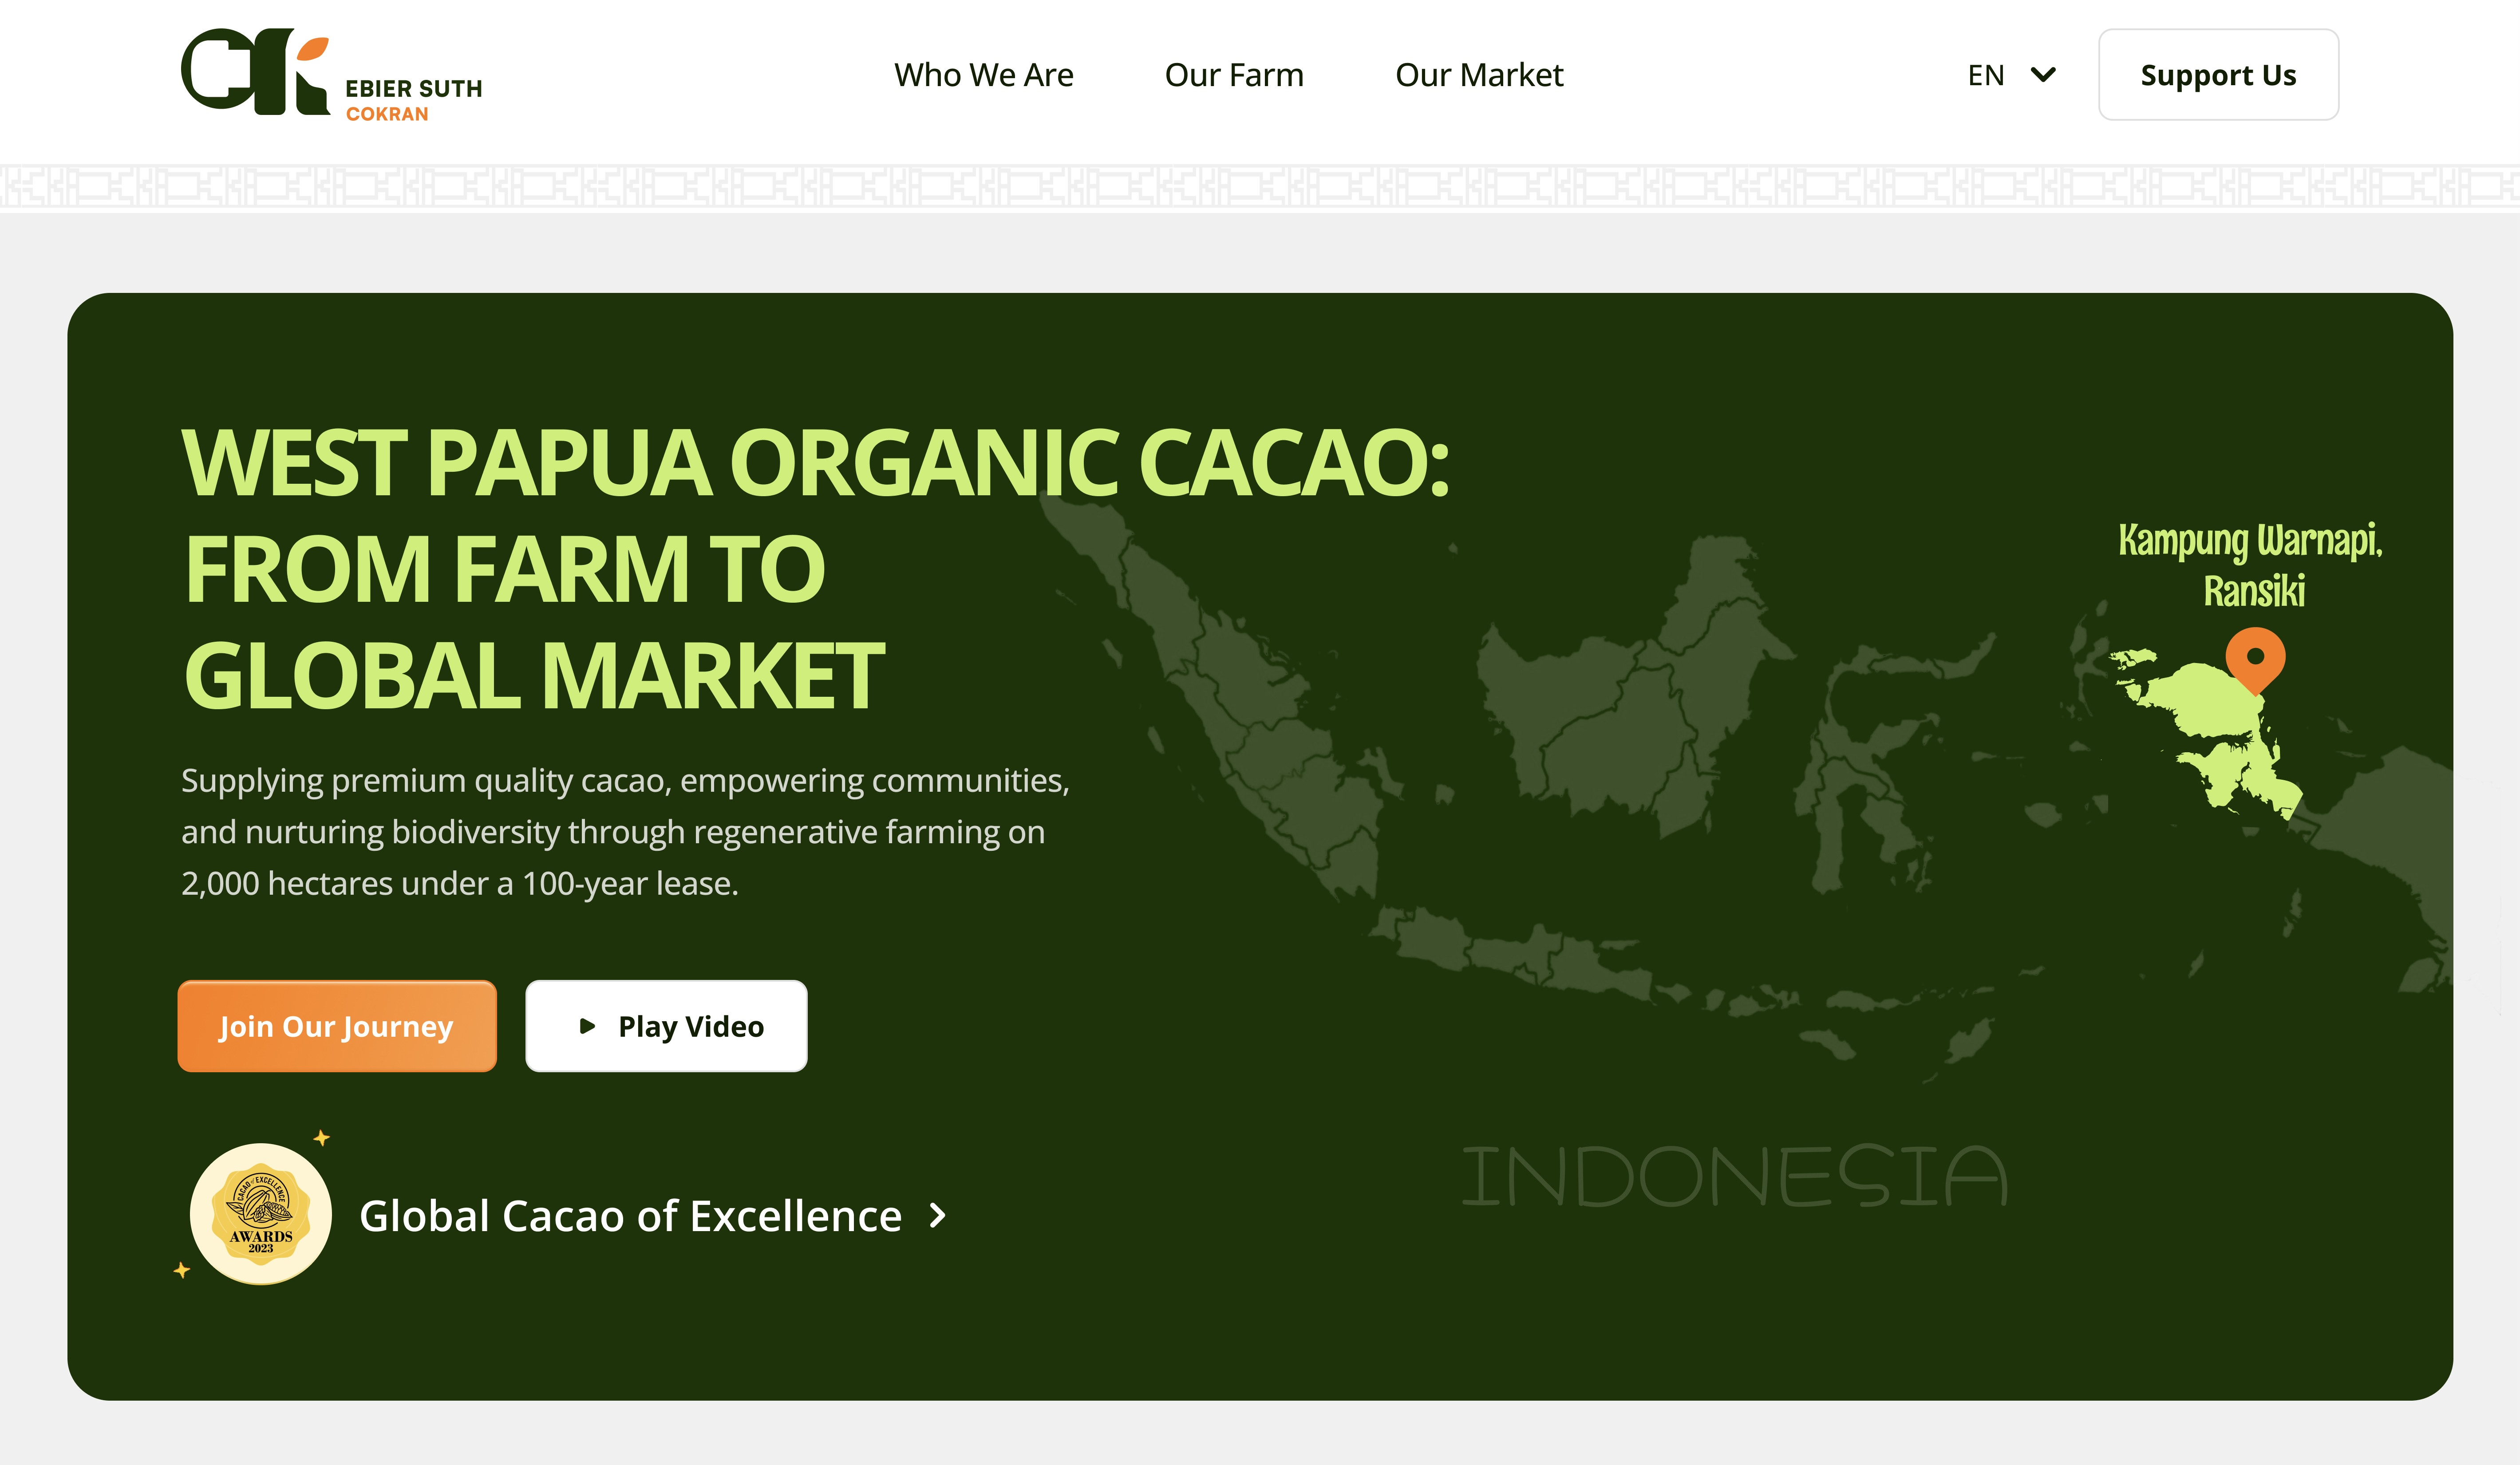 EBIER SUTH
COKRAN
Who We Are
Our Farm
Our Market
EN
Support Us
WEST PAPUA ORGANIC CACAO:
FROM FARM TO
GLOBAL MARKET
Supplying premium quality cacao, empowering communities,
and nurturing biodiversity through regenerative farming on
2,000 hectares under a 100-year lease.
Join Our Journey
Play Video
CACAO of EXCELLENCE
AWARDS
2023
Global Cacao of Excellence
Kampung Warnapi,
Ransiki
INDONESIA